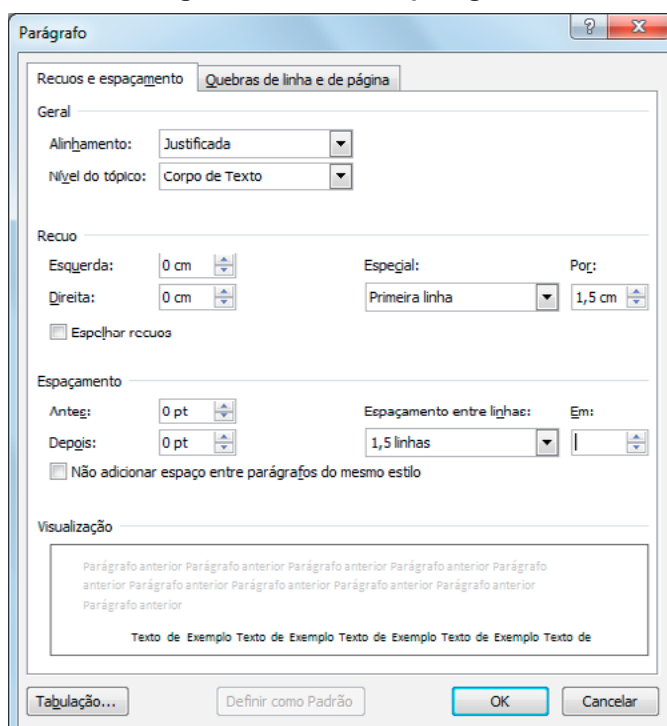 Parágrafo
Recuos e espaçamento Quebras de linha e de página
Geral
Alinhamento: Justificada
Nível do tópico: Corpo de Texto
Recuo
Esquerda: 0 cm Especial: Por:
Direita: 0 cm Primeira linha 1,5 cm
Espelhar recuos
Espaçamento
Antes: 0 pt Espaçamento entre linhas: Em:
Depois: 0 pt 1,5 linhas
Não adicionar espaço entre parágrafos do mesmo estilo
Visualização
Parágrafo anterior Parágrafo anterior Parágrafo anterior Parágrafo anterior Parágrafo
anterior Parágrafo anterior Parágrafo anterior Parágrafo anterior Parágrafo anterior
Parágrafo anterior
Texto de Exemplo Texto de Exemplo Texto de Exemplo Texto de Exemplo Texto de
Tabulação... Definir como Padrão OK Cancelar